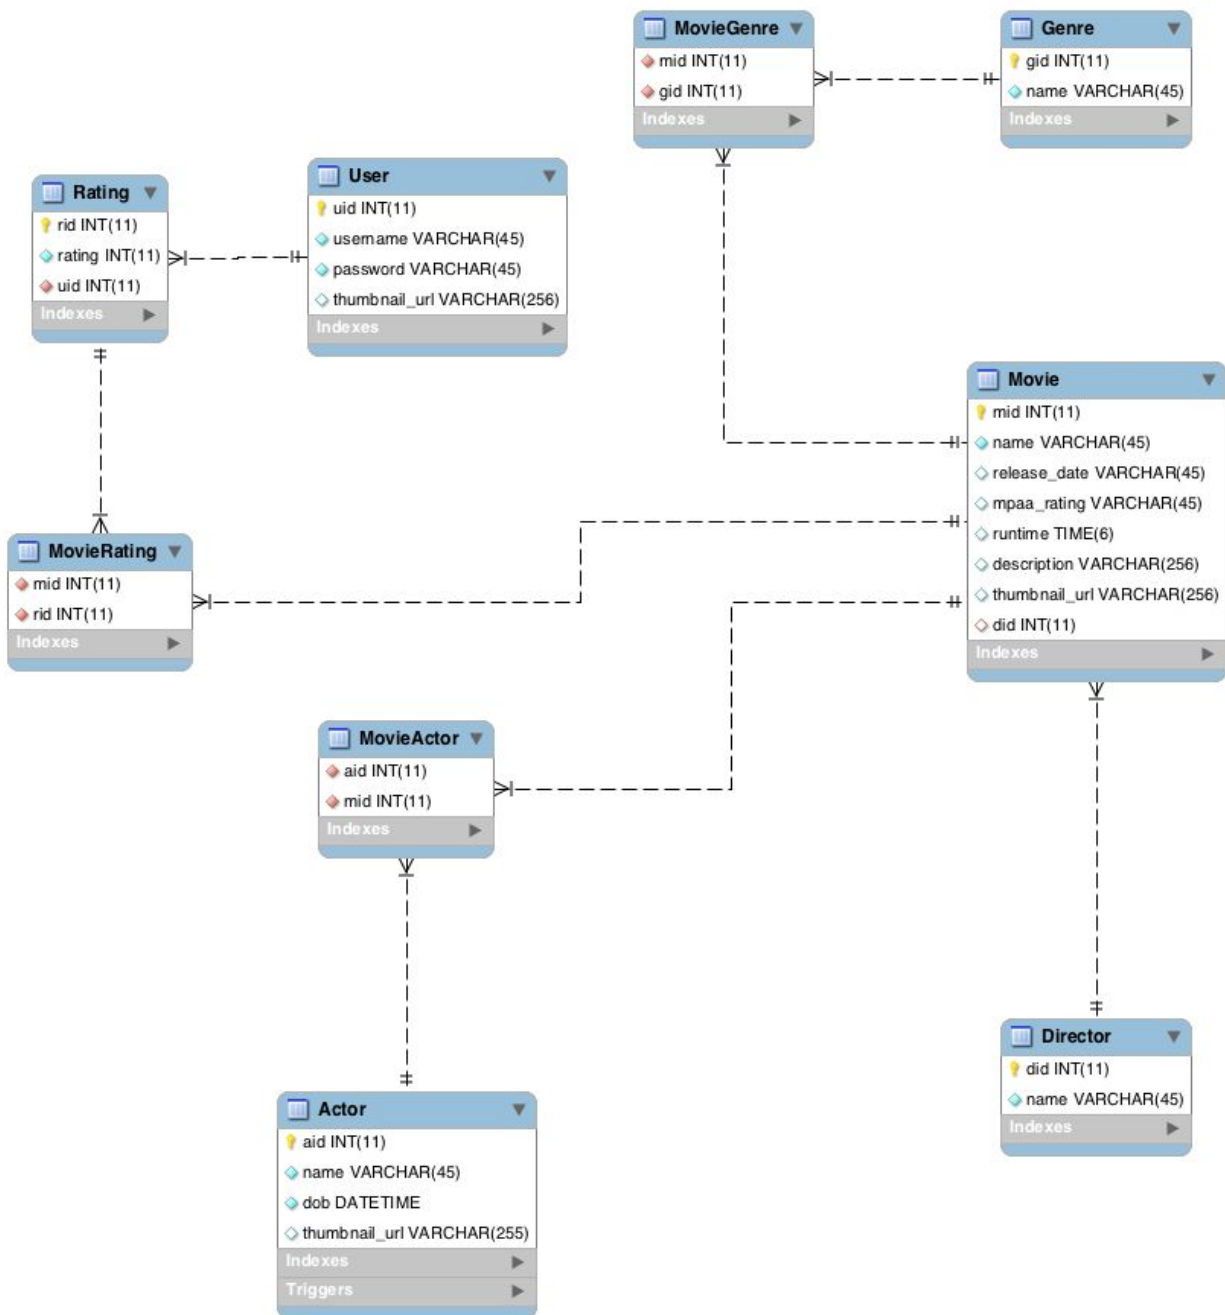 MovieGenre
mid INT(11)
gid INT(11)
Indexes
Genre
gid INT(11)
name VARCHAR(45)
Indexes
Rating
rid INT(11)
rating INT(11)
uid INT(11)
Indexes
User
uid INT(11)
username VARCHAR(45)
password VARCHAR(45)
thumbnail_url VARCHAR(256)
Indexes
Movie
mid INT(11)
name VARCHAR(45)
release_date VARCHAR(45)
mpaa_rating VARCHAR(45)
runtime TIME(6)
description VARCHAR(256)
thumbnail_url VARCHAR(256)
did INT(11)
Indexes
MovieRating
mid INT(11)
rid INT(11)
Indexes
MovieActor
aid INT(11)
mid INT(11)
Indexes
Director
did INT(11)
name VARCHAR(45)
Indexes
Actor
aid INT(11)
name VARCHAR(45)
dob DATETIME
thumbnail_url VARCHAR(255)
Indexes
Triggers